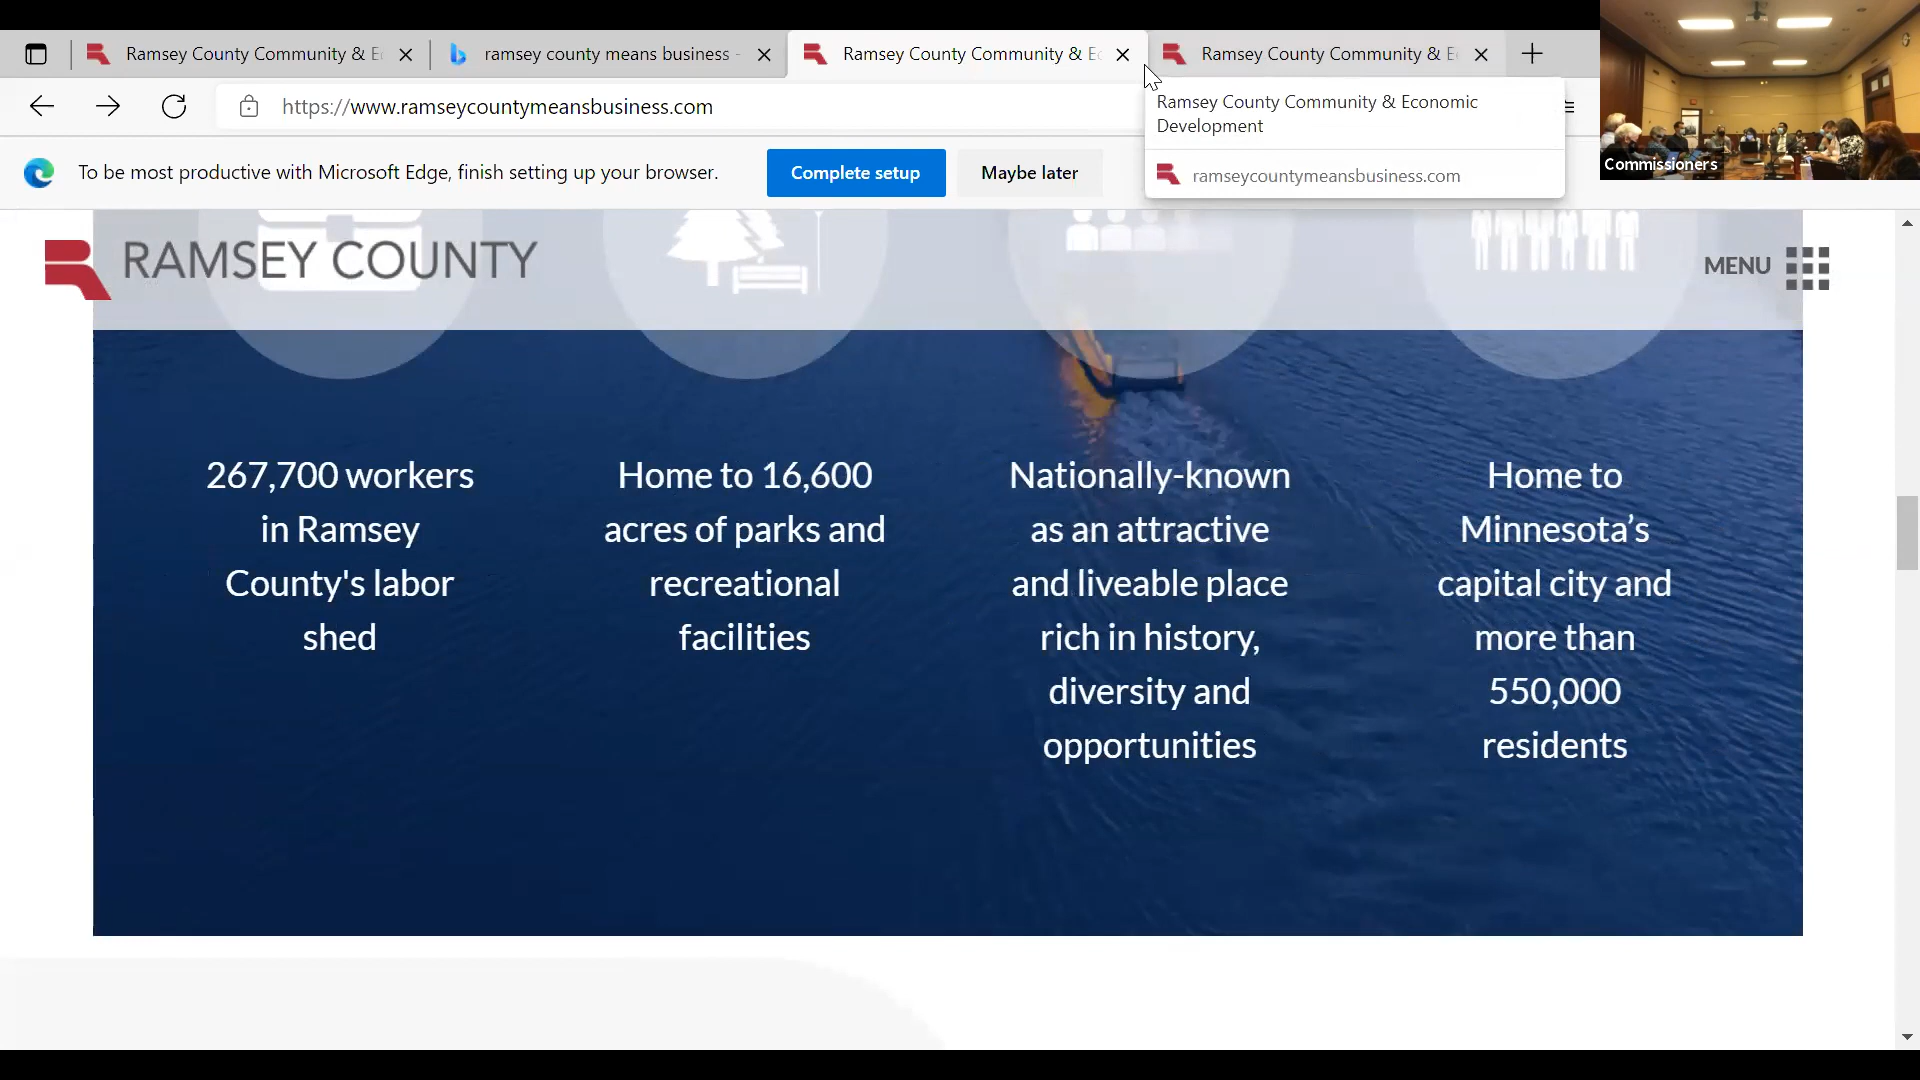 Ramsey County Community & Ec
ramsey county means business -
Ramsey County Community & Ec
Ramsey County Community & E
https://www.ramseycountymeansbusiness.com
Ramsey County Community & Economic
Development
ramseycountymeansbusiness.com
Commissioners
To be most productive with Microsoft Edge, finish setting up your browser.
Complete setup
Maybe later
RAMSEY COUNTY
MENU
267,700 workers
in Ramsey
County's labor
shed
Home to 16,600
acres of parks and
recreational
facilities
Nationally-known
as an attractive
and liveable place
rich in history,
diversity and
opportunities
Home to
Minnesota’s
capital city and
more than
550,000
residents